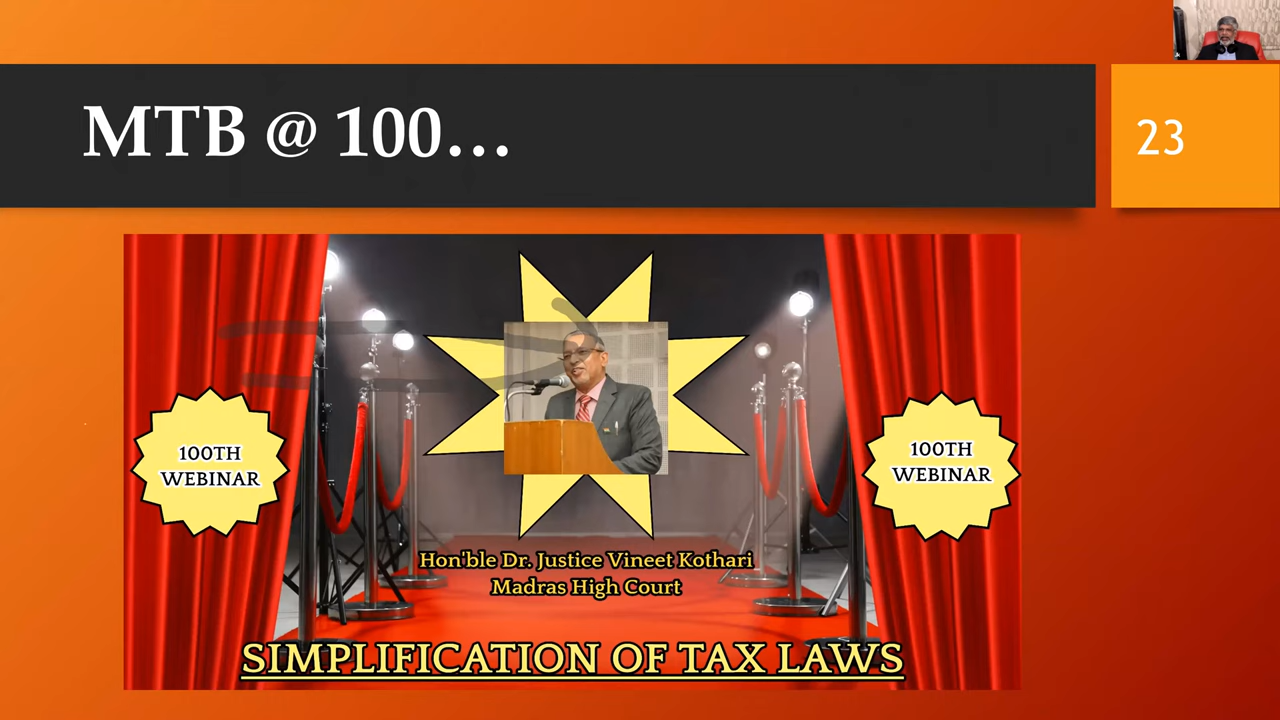 MTB @ 100…
23
100TH
WEBINAR
100TH
WEBINAR
Hon'ble Dr. Justice Vineet Kothari
Madras High Court
SIMPLIFICATION OF TAX LAWS